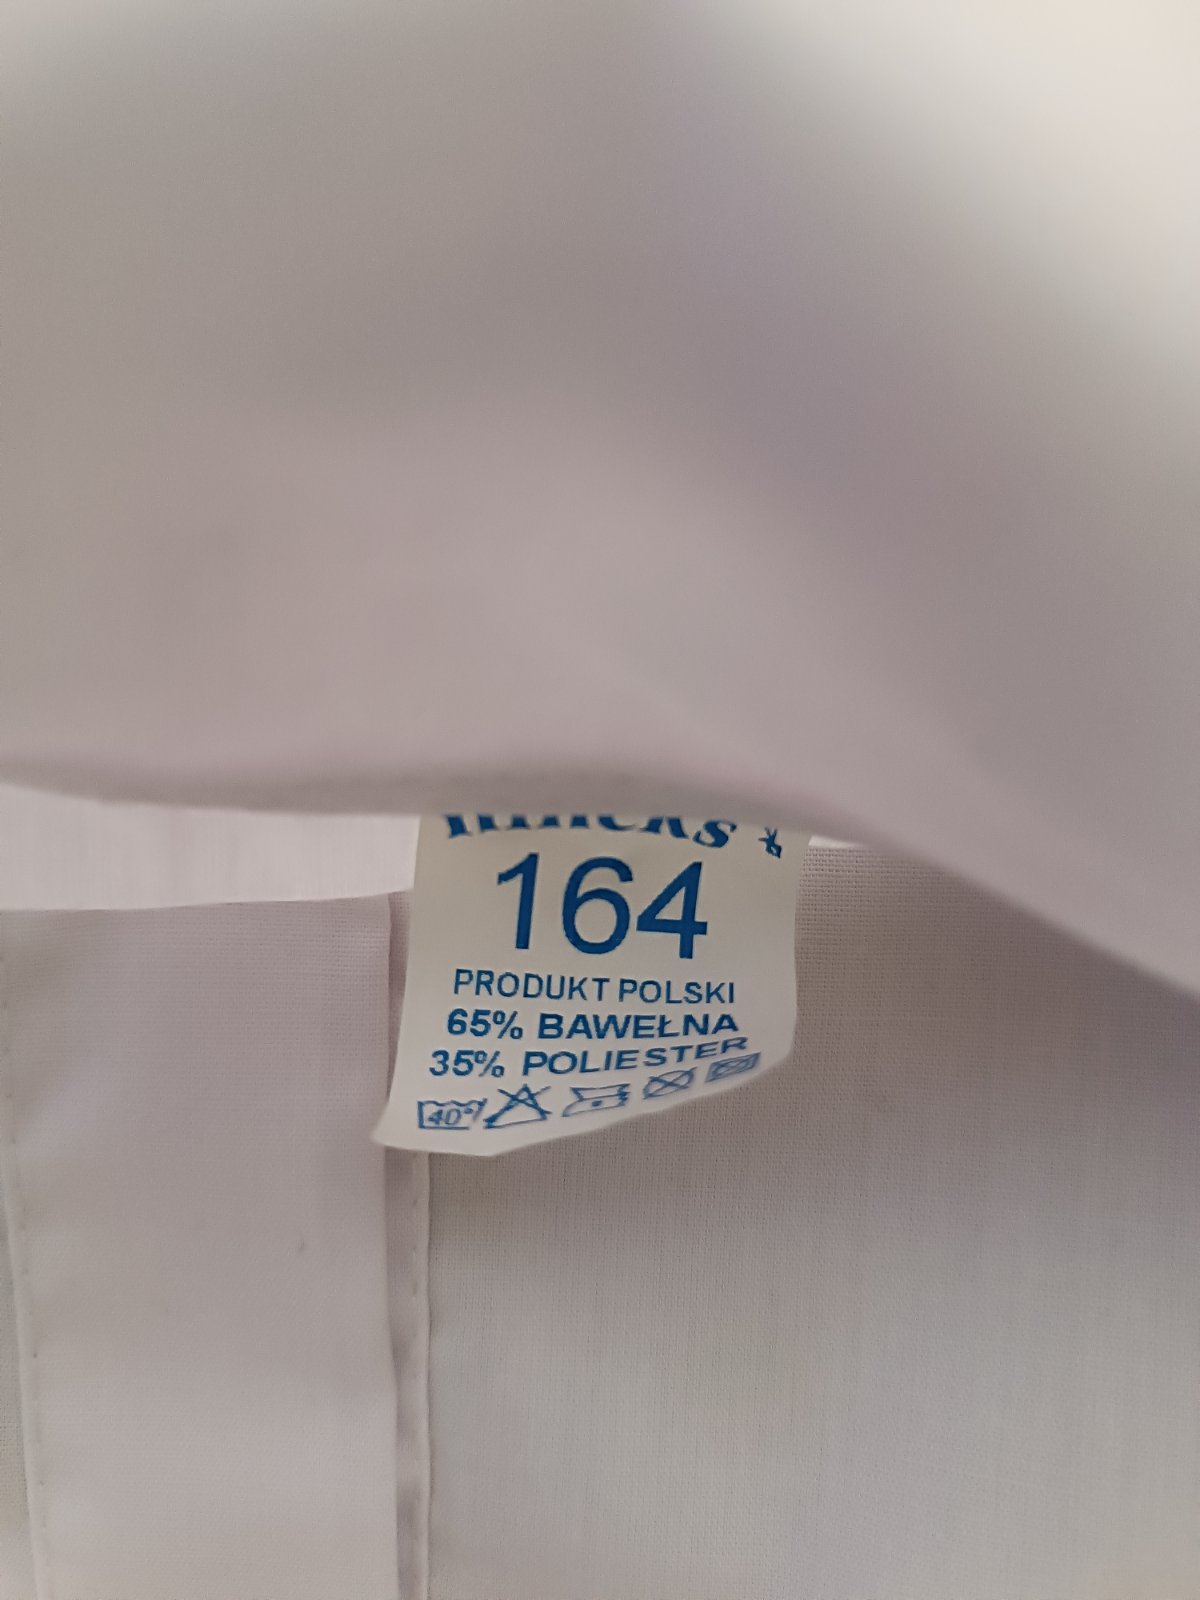 164
PRODUKT POLSKI
65% BAWEŁNA
35% POLIESTER
40°